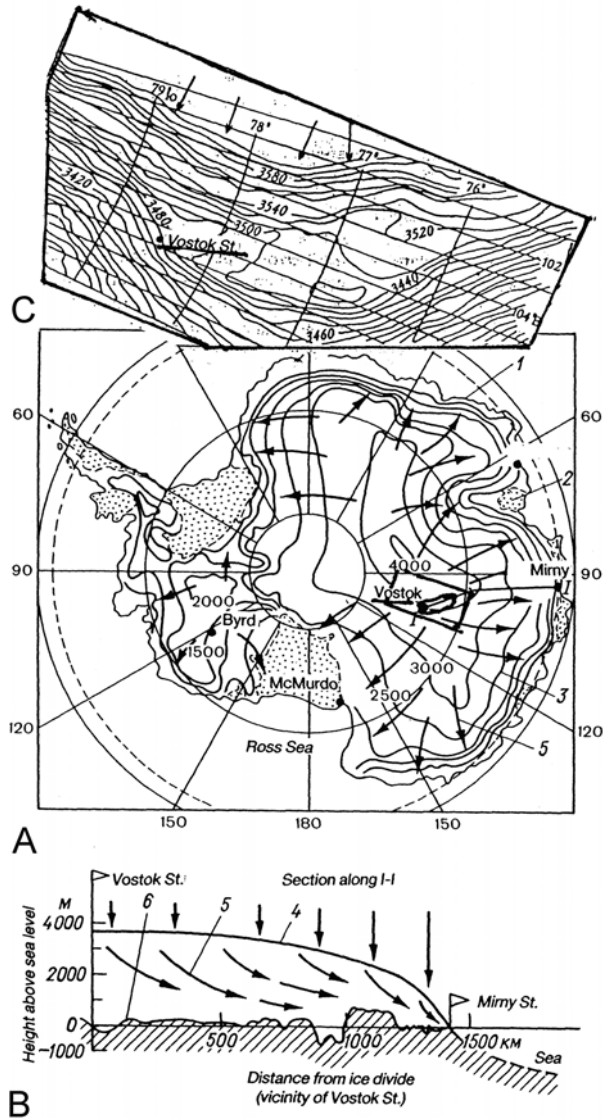 79°
78°
77°
76°
3580
3420
3480
3540
3500
3520
Vostok St.
102
3440
104°E
3460
C
1
60
60
2
4000
Mirny
90
Vostok
I
I
90
2000
Byrd
1500
McMurdo
3000
2500
3
120
120
Ross Sea
5
150
180
150
A
Vostok St.
Section along I-I
M
6
5
4
4000
2000
0
-1000
Height above sea level
Mirny St.
500
1000
1500 KM
Sea
Distance from ice divide
(vicinity of Vostok St.)
B